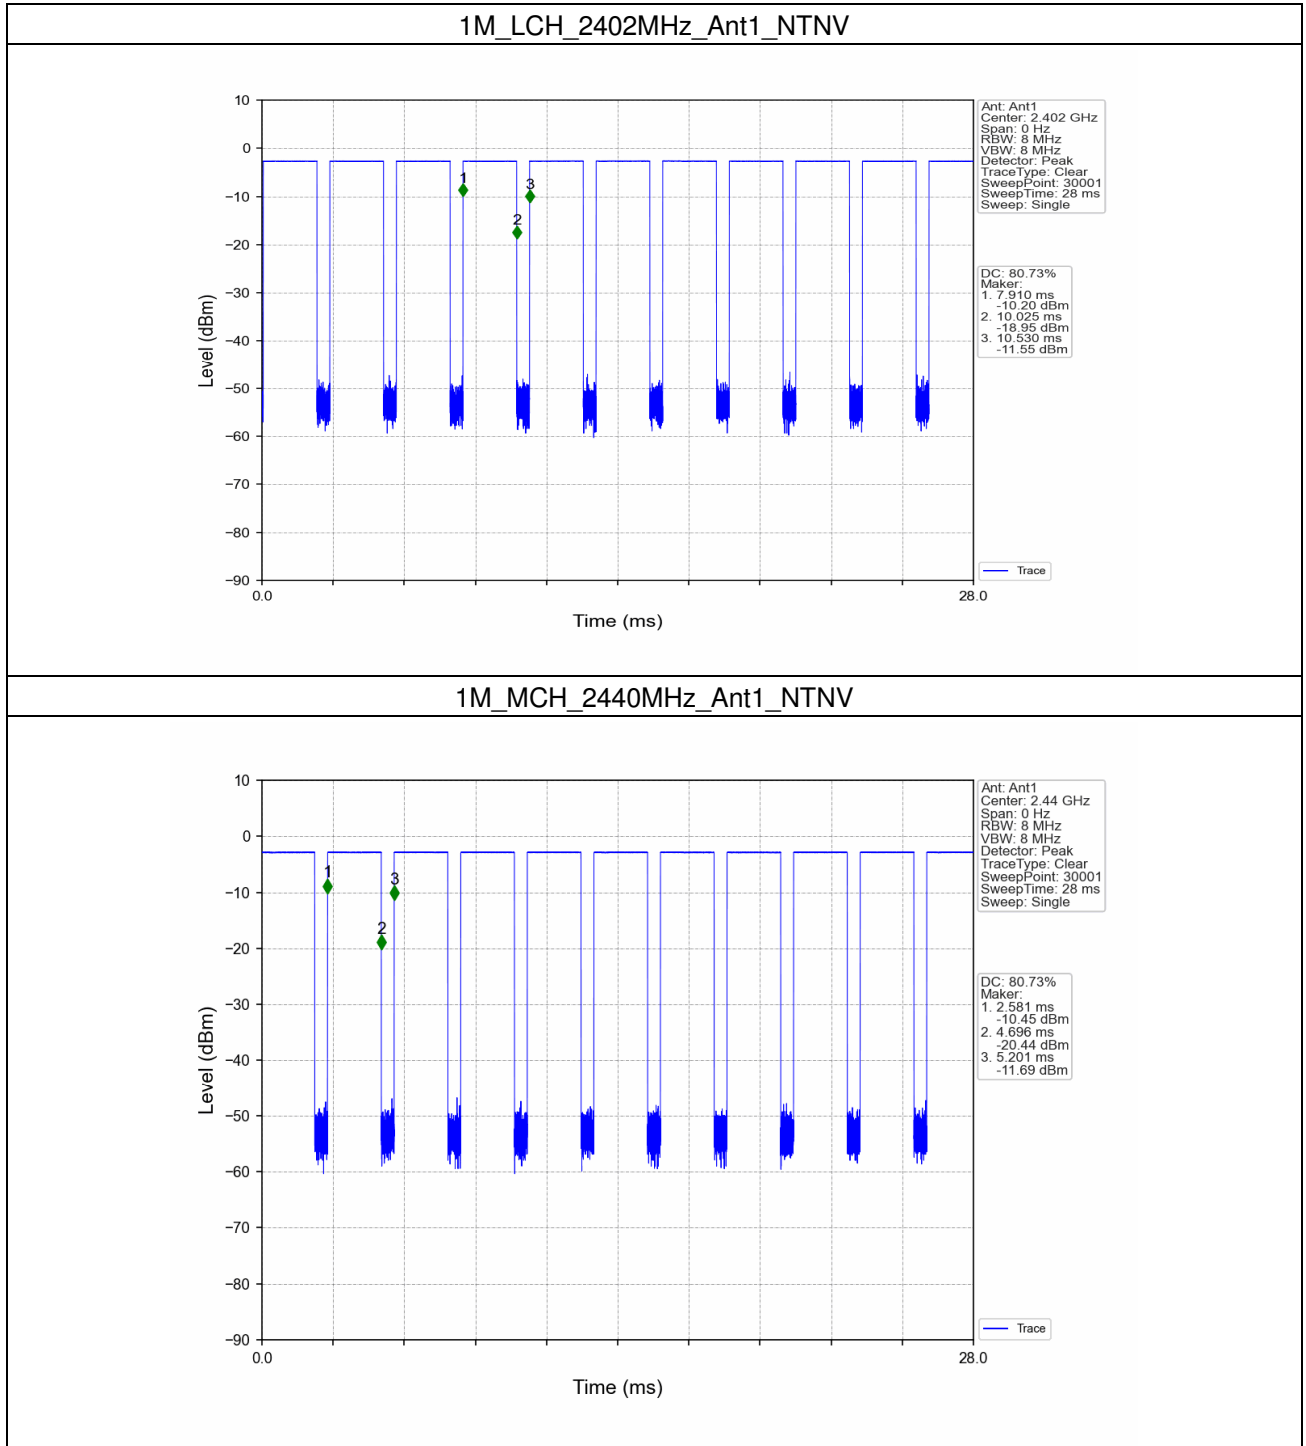 1M_LCH_2402MHz_Ant1_NTNV
10
0
−10
−20
−30
−40
−50
−60
−70
−80
−90
Level (dBm)
0.0
28.0
Time (ms)
1
2
3
Ant: Ant1
Center: 2.402 GHz
Span: 0 Hz
RBW: 8 MHz
VBW: 8 MHz
Detector: Peak
TraceType: Clear
SweepPoint: 30001
SweepTime: 28 ms
Sweep: Single
DC: 80.73%
Maker:
1. 7.910 ms
-10.20 dBm
2. 10.025 ms
-18.95 dBm
3. 10.530 ms
-11.55 dBm
Trace
1M_MCH_2440MHz_Ant1_NTNV
10
0
−10
−20
−30
−40
−50
−60
−70
−80
−90
Level (dBm)
0.0
28.0
Time (ms)
1
2
3
Ant: Ant1
Center: 2.44 GHz
Span: 0 Hz
RBW: 8 MHz
VBW: 8 MHz
Detector: Peak
TraceType: Clear
SweepPoint: 30001
SweepTime: 28 ms
Sweep: Single
DC: 80.73%
Maker:
1. 2.581 ms
-10.45 dBm
2. 4.696 ms
-20.44 dBm
3. 5.201 ms
-11.69 dBm
Trace